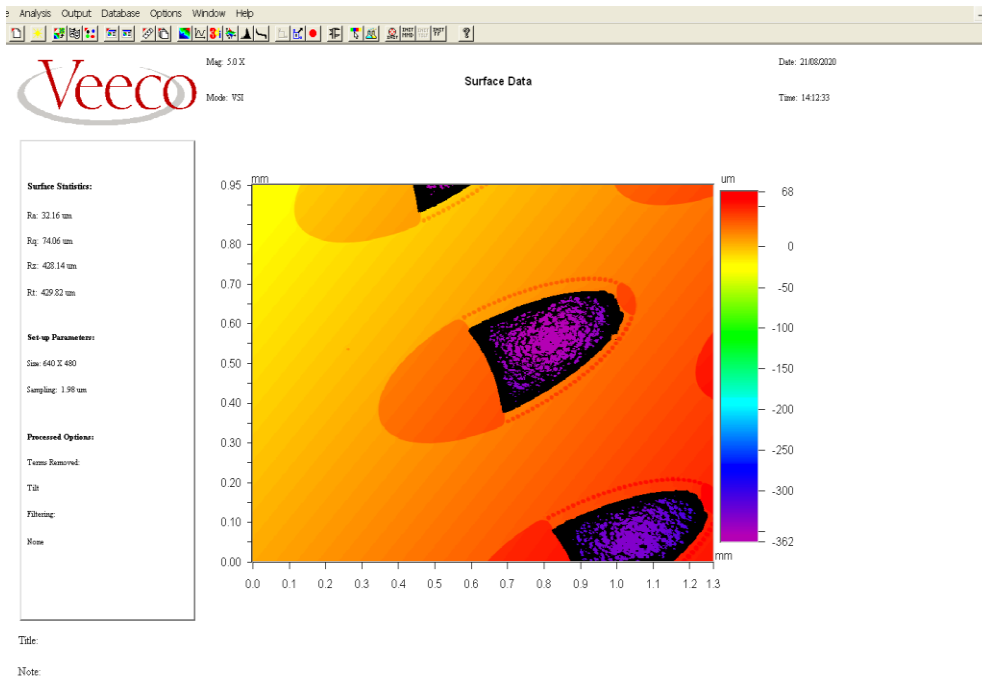 e Analysis Output Database Options Window Help
Veeco
Mag: 5.0 X
Mode: VSI
Surface Data
Date: 21/08/2020
Time: 14:12:33
Surface Statistics:
Ra: 32.16 um
Rq: 74.06 um
Rz: 428.14 um
Rt: 429.82 um
Set-up Parameters:
Size: 640 X 480
Sampling: 1.98 um
Processed Options:
Terms Removed:
Tilt
Filtering:
None
mm
0.95
0.80
0.70
0.60
0.50
0.40
0.30
0.20
0.10
0.00
0.0 0.1 0.2 0.3 0.4 0.5 0.6 0.7 0.8 0.9 1.0 1.1 1.2 1.3
mm
um
68
0
-50
-100
-150
-200
-250
-300
-362
Title:
Note: